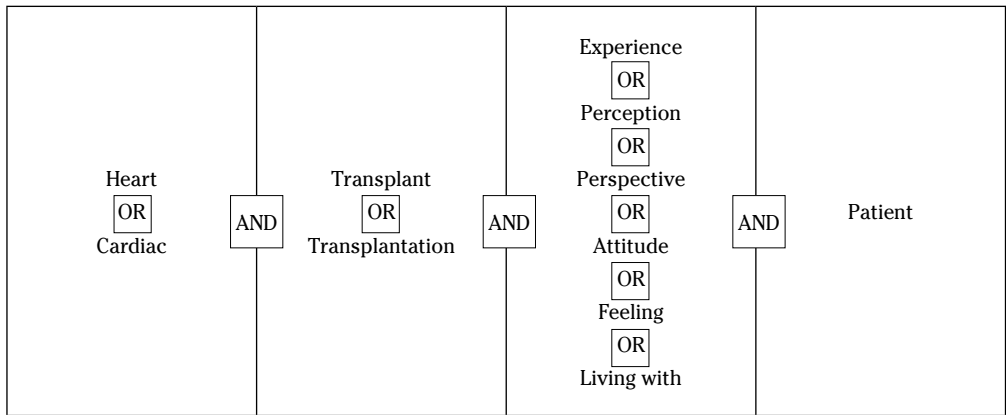 Heart
OR
Cardiac
AND
Transplant
OR
Transplantation
AND
Experience
OR
Perception
OR
Perspective
OR
Attitude
OR
Feeling
OR
Living with
AND
Patient